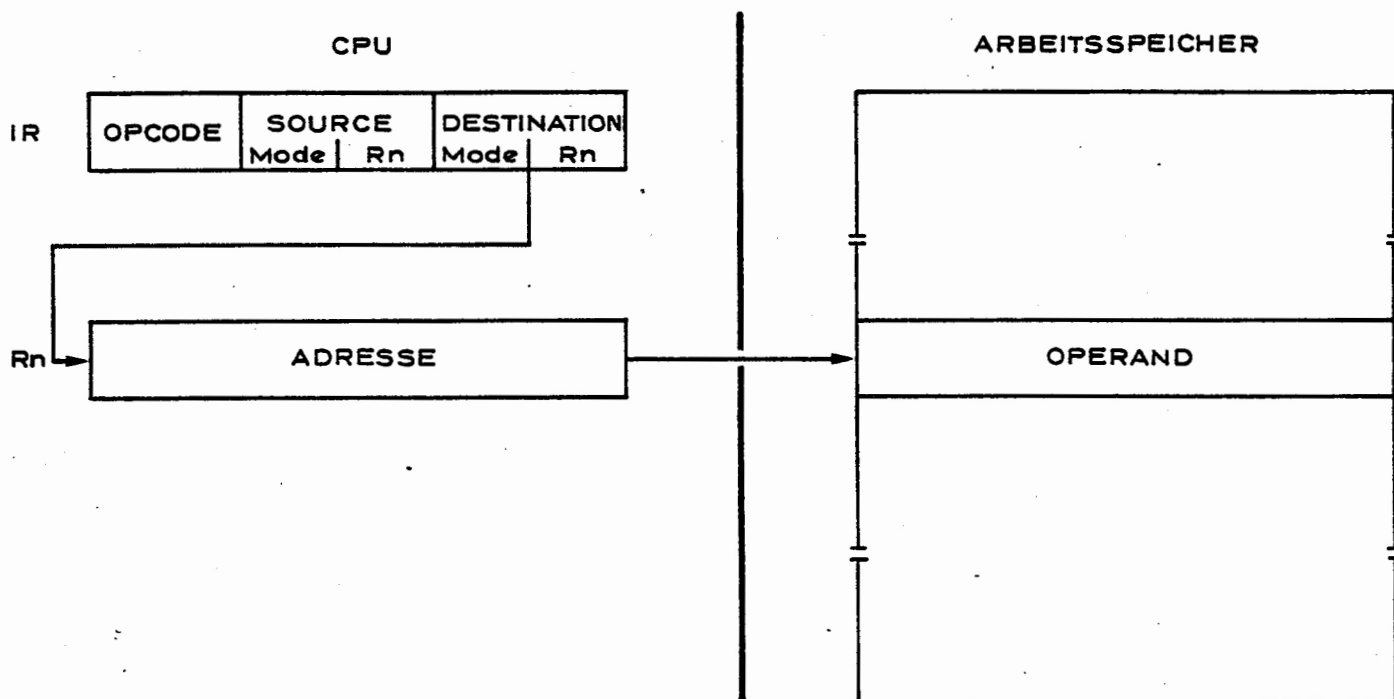 CPU
ARBEITSSPEICHER
IR
OPCODE
SOURCE
DESTINATION
Mode
Rn
Mode
Rn
Rn
ADRESSE
OPERAND